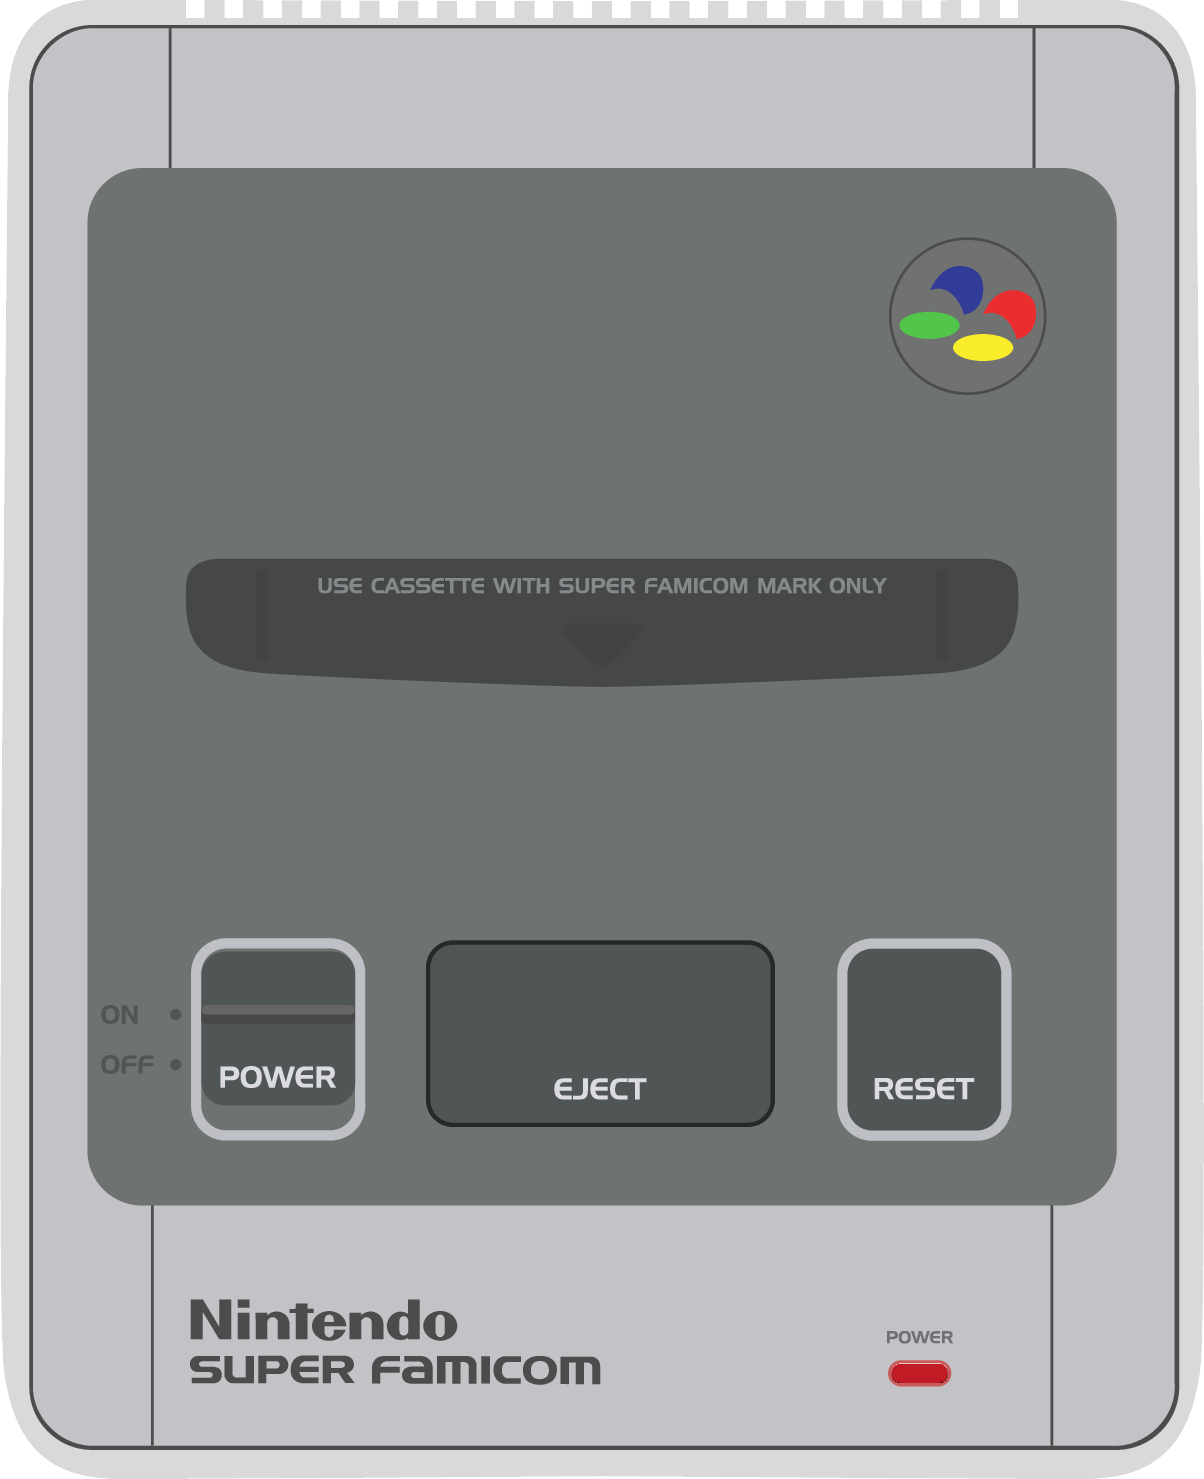 USE CASSETTE WITH SUPER FAMICOM MARK ONLY
ON
OFF
POWER
EJECT
RESET
Nintendo
SUPER FAMICOM
POWER